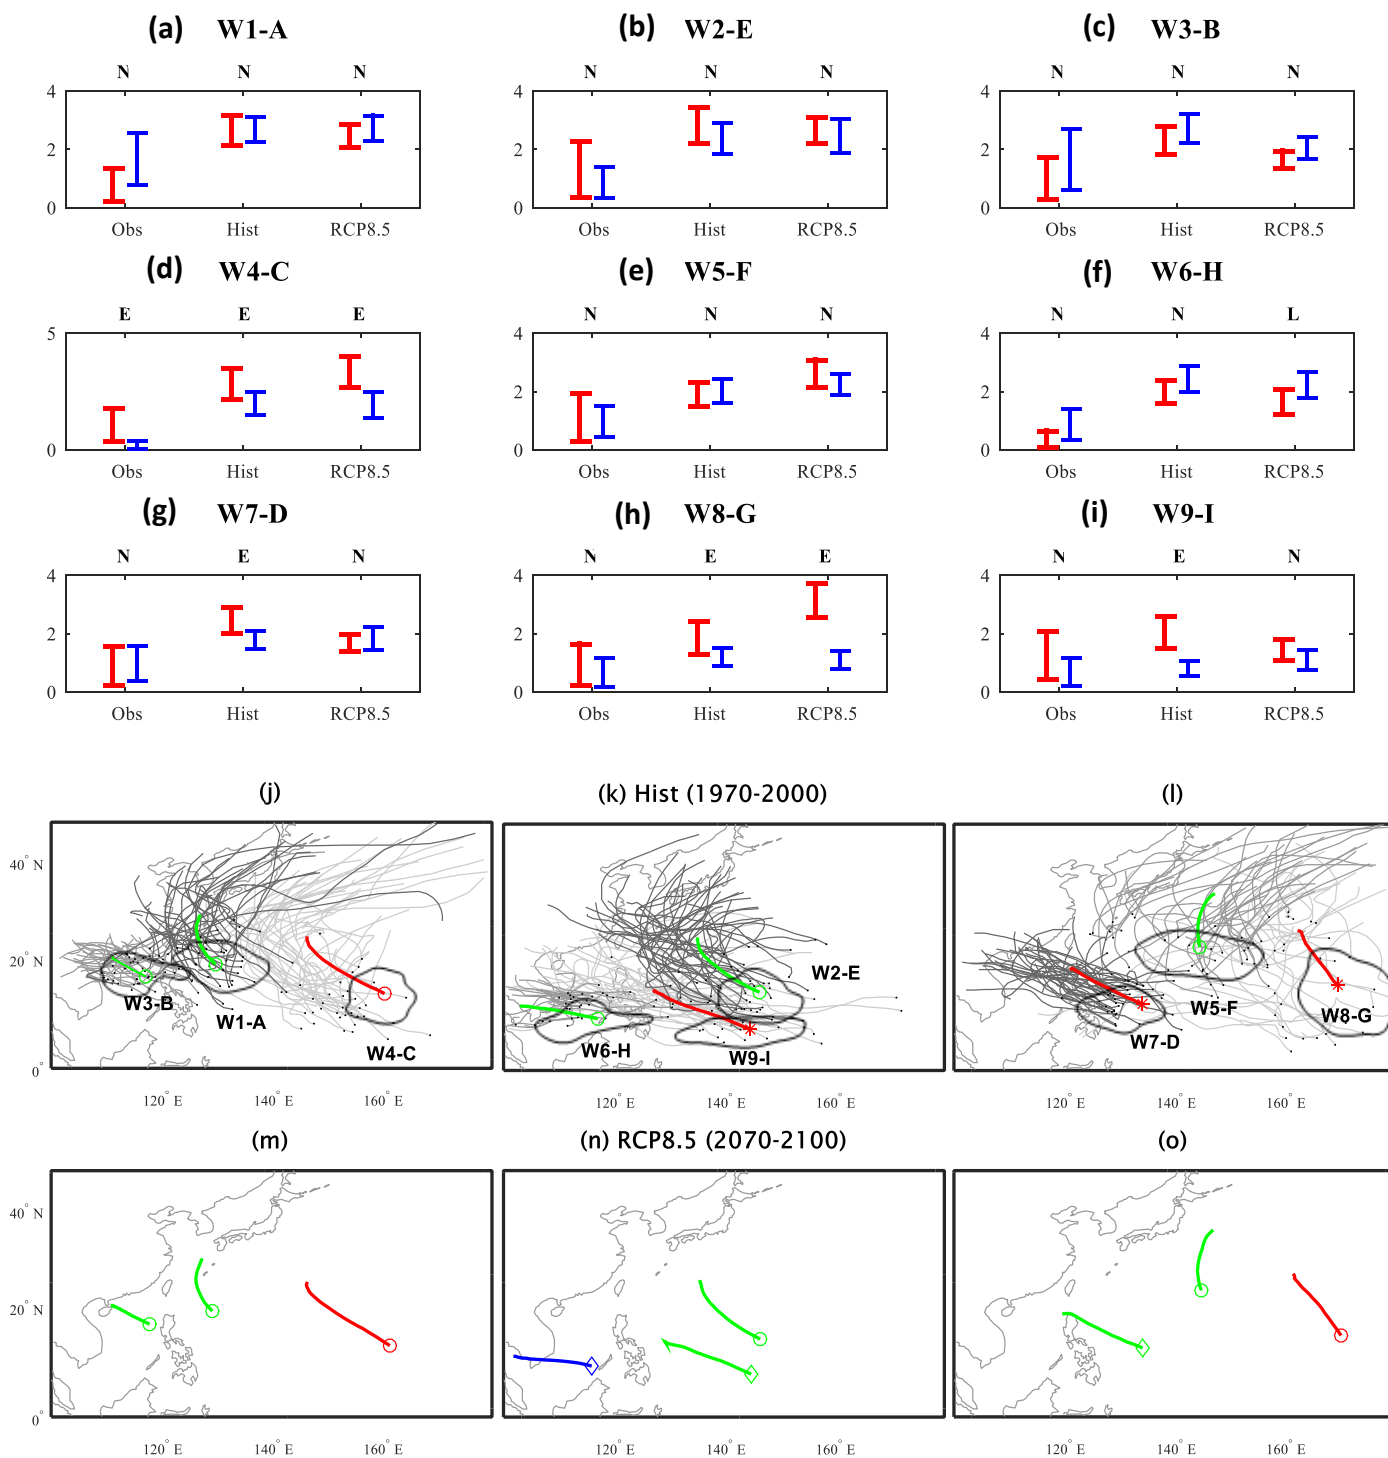 (a) W1-A (b) W2-E (c) W3-B
N N N N N N N N N
4 4 4
2 2 2
0 0 0
Obs Hist RCP8.5 Obs Hist RCP8.5 Obs Hist RCP8.5
(d) W4-C (e) W5-F (f) W6-H
E E E N N N N N L
5 4 4
2 2
0 0 0
Obs Hist RCP8.5 Obs Hist RCP8.5 Obs Hist RCP8.5
(g) W7-D (h) W8-G (i) W9-I
N E N N E E N E N
4 4 4
2 2 2
0 0 0
Obs Hist RCP8.5 Obs Hist RCP8.5 Obs Hist RCP8.5
(j) (k) Hist (1970-2000) (l)
40° N
20° N
0°
W3-B W1-A W4-C
W2-E W6-H W9-I
W5-F W7-D W8-G
120° E 140° E 160° E 120° E 140° E 160° E 120° E 140° E 160° E
(m) (n) RCP8.5 (2070-2100) (o)
40° N
20° N
0°
120° E 140° E 160° E 120° E 140° E 160° E 120° E 140° E 160° E